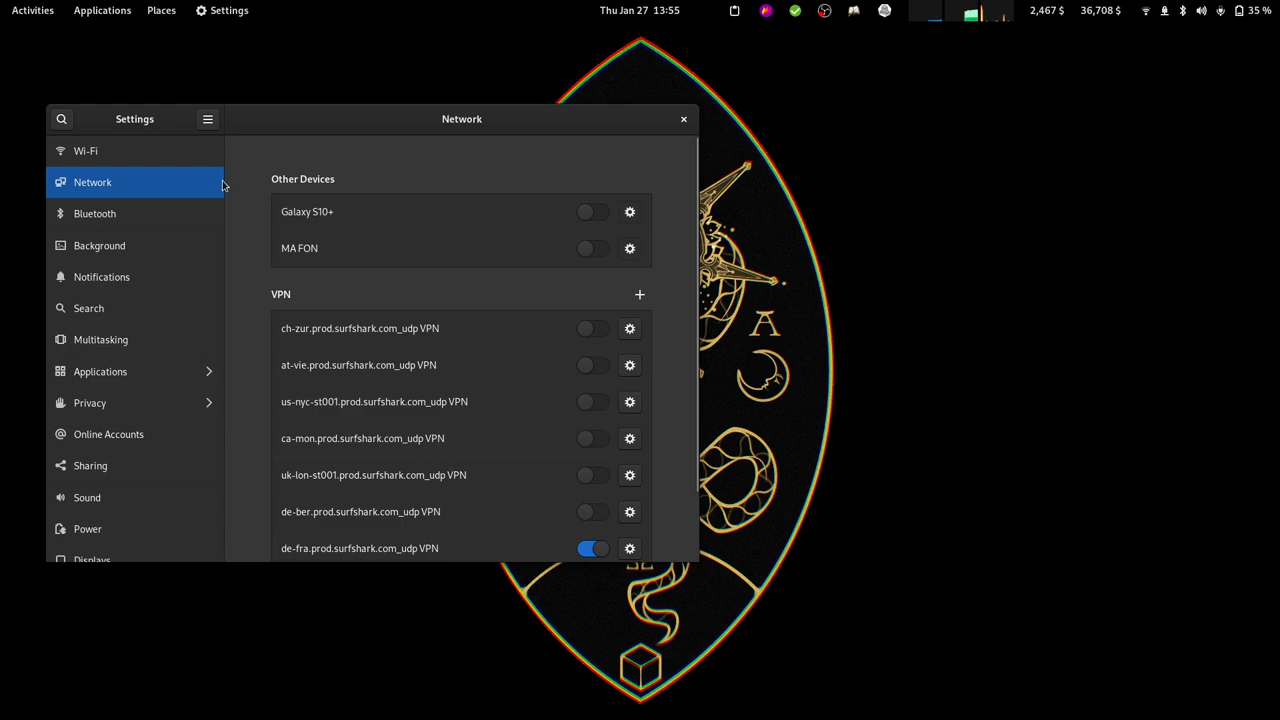 Activities Applications Places Settings Thu Jan 27 13:55 2,467 $ 36,708 $ 35 %
Settings
Network
Wi-Fi
Network
Bluetooth
Background
Notifications
Search
Multitasking
Applications
Privacy
Online Accounts
Sharing
Sound
Power
Displays
Other Devices
Galaxy S10+
MA FON
VPN
ch-zur.prod.surfshark.com_udp VPN
at-vie.prod.surfshark.com_udp VPN
us-nyc-st001.prod.surfshark.com_udp VPN
ca-mon.prod.surfshark.com_udp VPN
uk-lon-st001.prod.surfshark.com_udp VPN
de-ber.prod.surfshark.com_udp VPN
de-fra.prod.surfshark.com_udp VPN